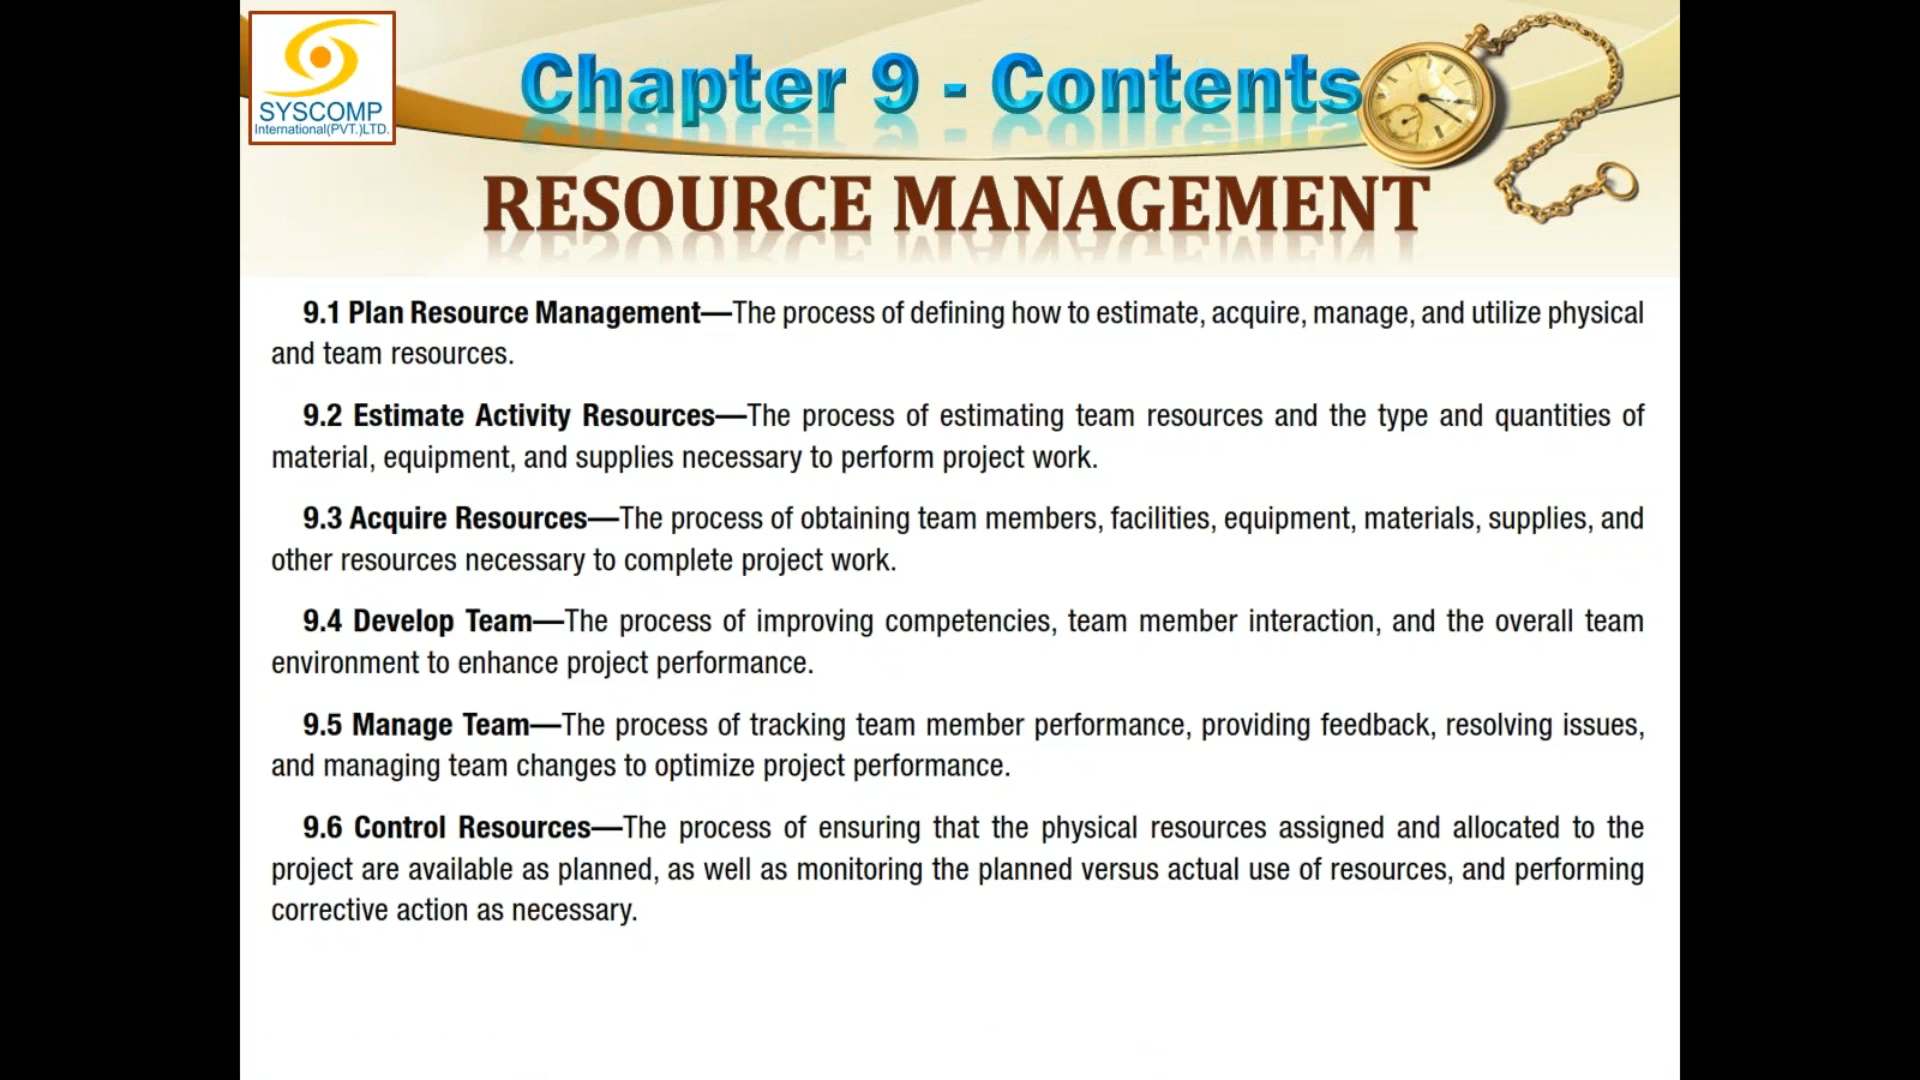 SYSCOMP
International(PVT.)LTD.
Chapter 9 - Contents
RESOURCE MANAGEMENT
9.1 Plan Resource Management—The process of defining how to estimate, acquire, manage, and utilize physical
and team resources.
9.2 Estimate Activity Resources—The process of estimating team resources and the type and quantities of
material, equipment, and supplies necessary to perform project work.
9.3 Acquire Resources—The process of obtaining team members, facilities, equipment, materials, supplies, and
other resources necessary to complete project work.
9.4 Develop Team—The process of improving competencies, team member interaction, and the overall team
environment to enhance project performance.
9.5 Manage Team—The process of tracking team member performance, providing feedback, resolving issues,
and managing team changes to optimize project performance.
9.6 Control Resources—The process of ensuring that the physical resources assigned and allocated to the
project are available as planned, as well as monitoring the planned versus actual use of resources, and performing
corrective action as necessary.